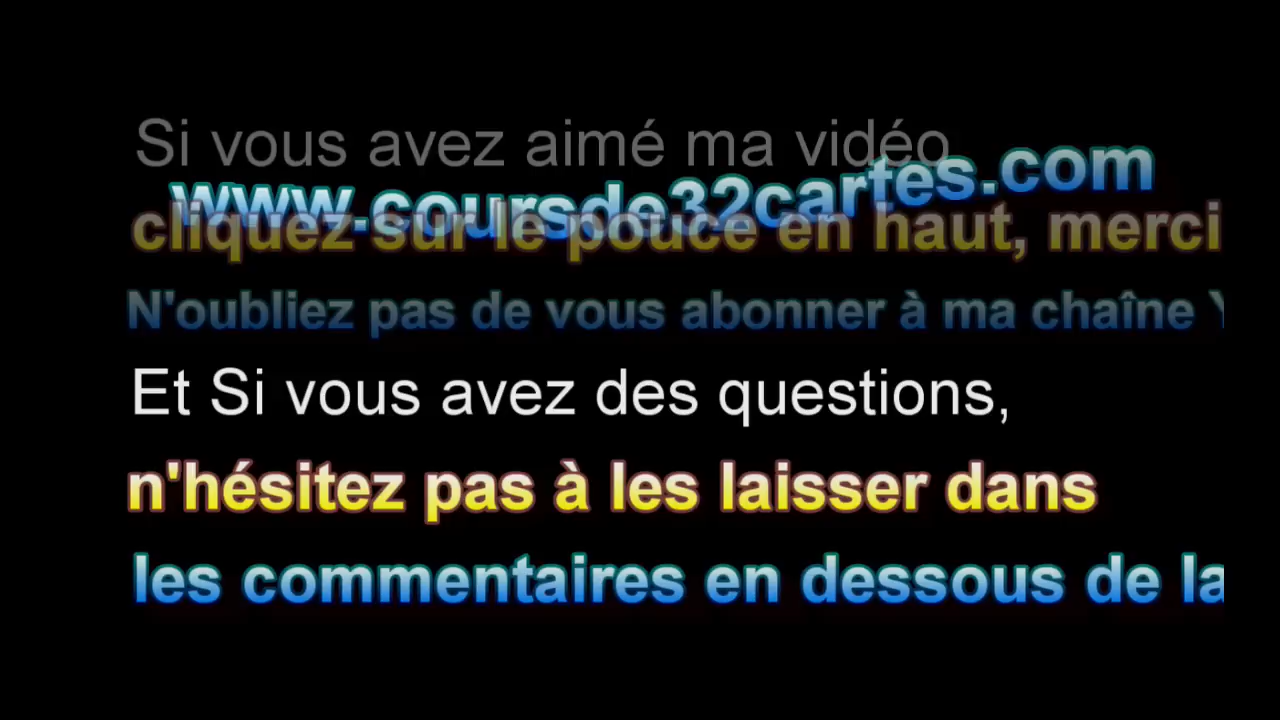 Si vous avez aimé ma vidéo
www.coursde32cartes.com
cliquez sur le pouce en haut, merci
N'oubliez pas de vous abonner à ma chaîne
Et Si vous avez des questions,
n'hésitez pas à les laisser dans
les commentaires en dessous de la